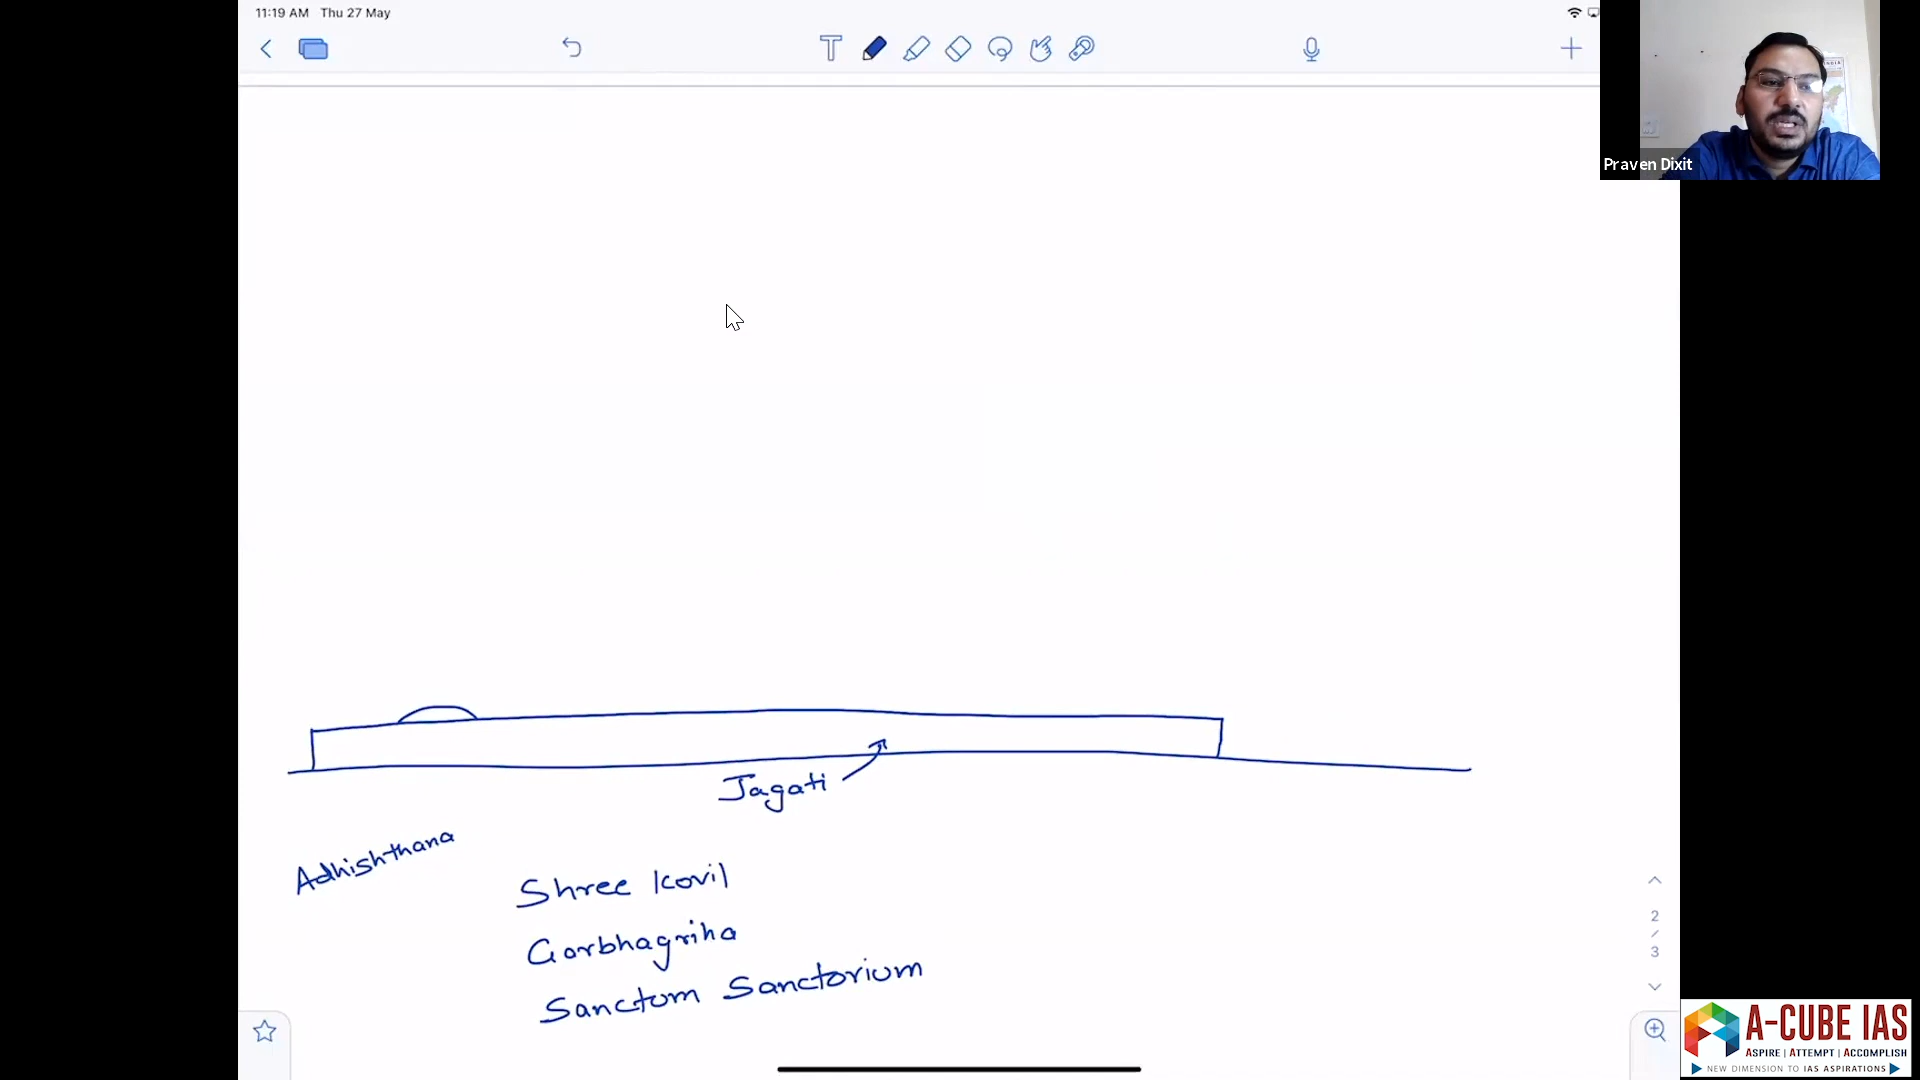 11:19 AM Thu 27 May
Praven Dixit
Jagati
Adhishthana
Shree Kovil
Garbhagriha
Sanctum Sanctorium
2
/
3
A-CUBE IAS
ASPIRE | ATTEMPT | ACCOMPLISH
NEW DIMENSION TO IAS ASPIRATIONS